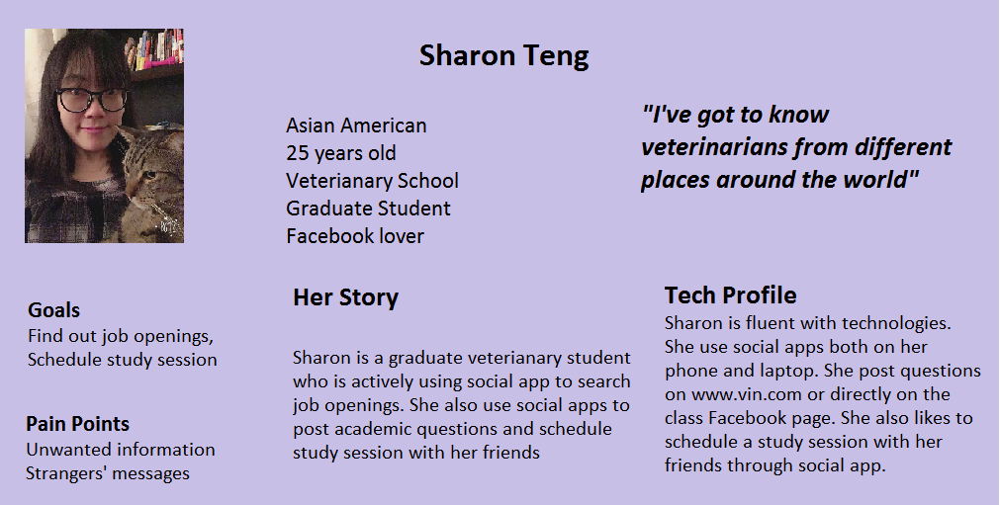 Sharon Teng
Asian American
25 years old
Veterianary School
Graduate Student
Facebook lover
"I've got to know
veterinarians from different
places around the world"
Goals
Find out job openings,
Schedule study session
Pain Points
Unwanted information
Strangers' messages
Her Story
Sharon is a graduate veterianary student
who is actively using social app to search
job openings. She also use social apps to
post academic questions and schedule
study session with her friends
Tech Profile
Sharon is fluent with technologies.
She use social apps both on her
phone and laptop. She post questions
on www.vin.com or directly on the
class Facebook page. She also likes to
schedule a study session with her
friends through social app.